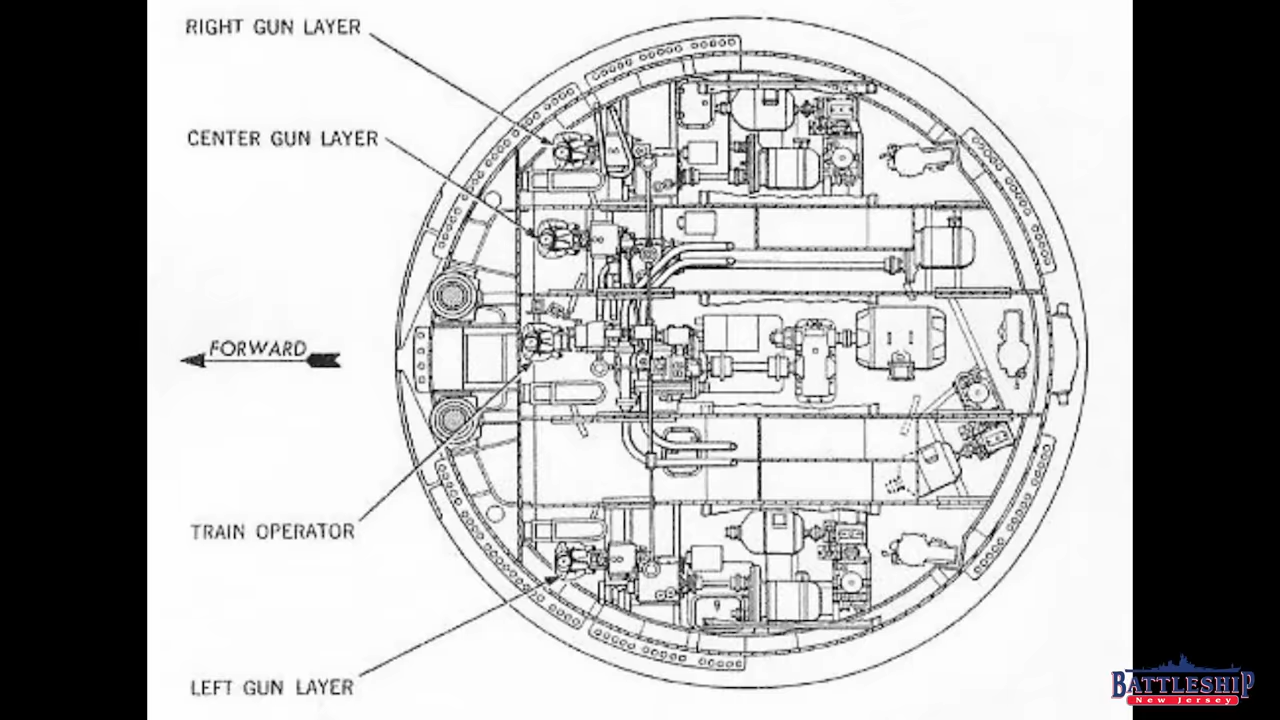 RIGHT GUN LAYER
CENTER GUN LAYER
FORWARD
TRAIN OPERATOR
LEFT GUN LAYER
BATTLESHIP
New Jersey